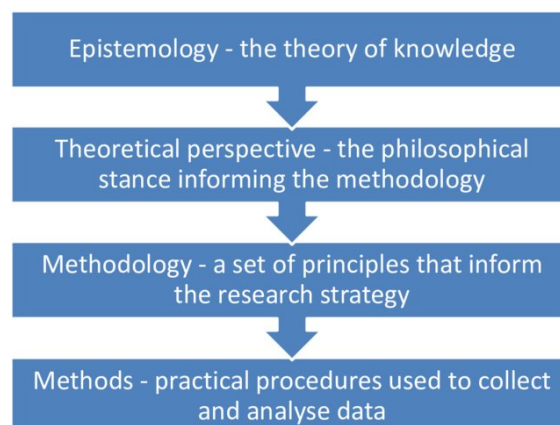 Epistemology - the theory of knowledge
Theoretical perspective - the philosophical
stance informing the methodology
Methodology - a set of principles that inform
the research strategy
Methods - practical procedures used to collect
and analyse data